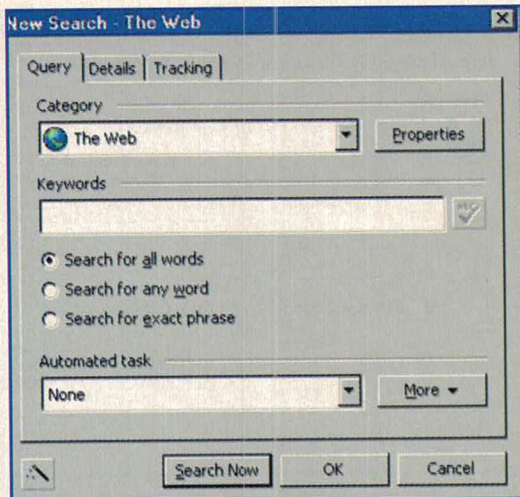 New Search - The Web
Query Details Tracking
Category
The Web Properties
Keywords
Search for all words
Search for any word
Search for exact phrase
Automated task
None More
Search Now OK Cancel